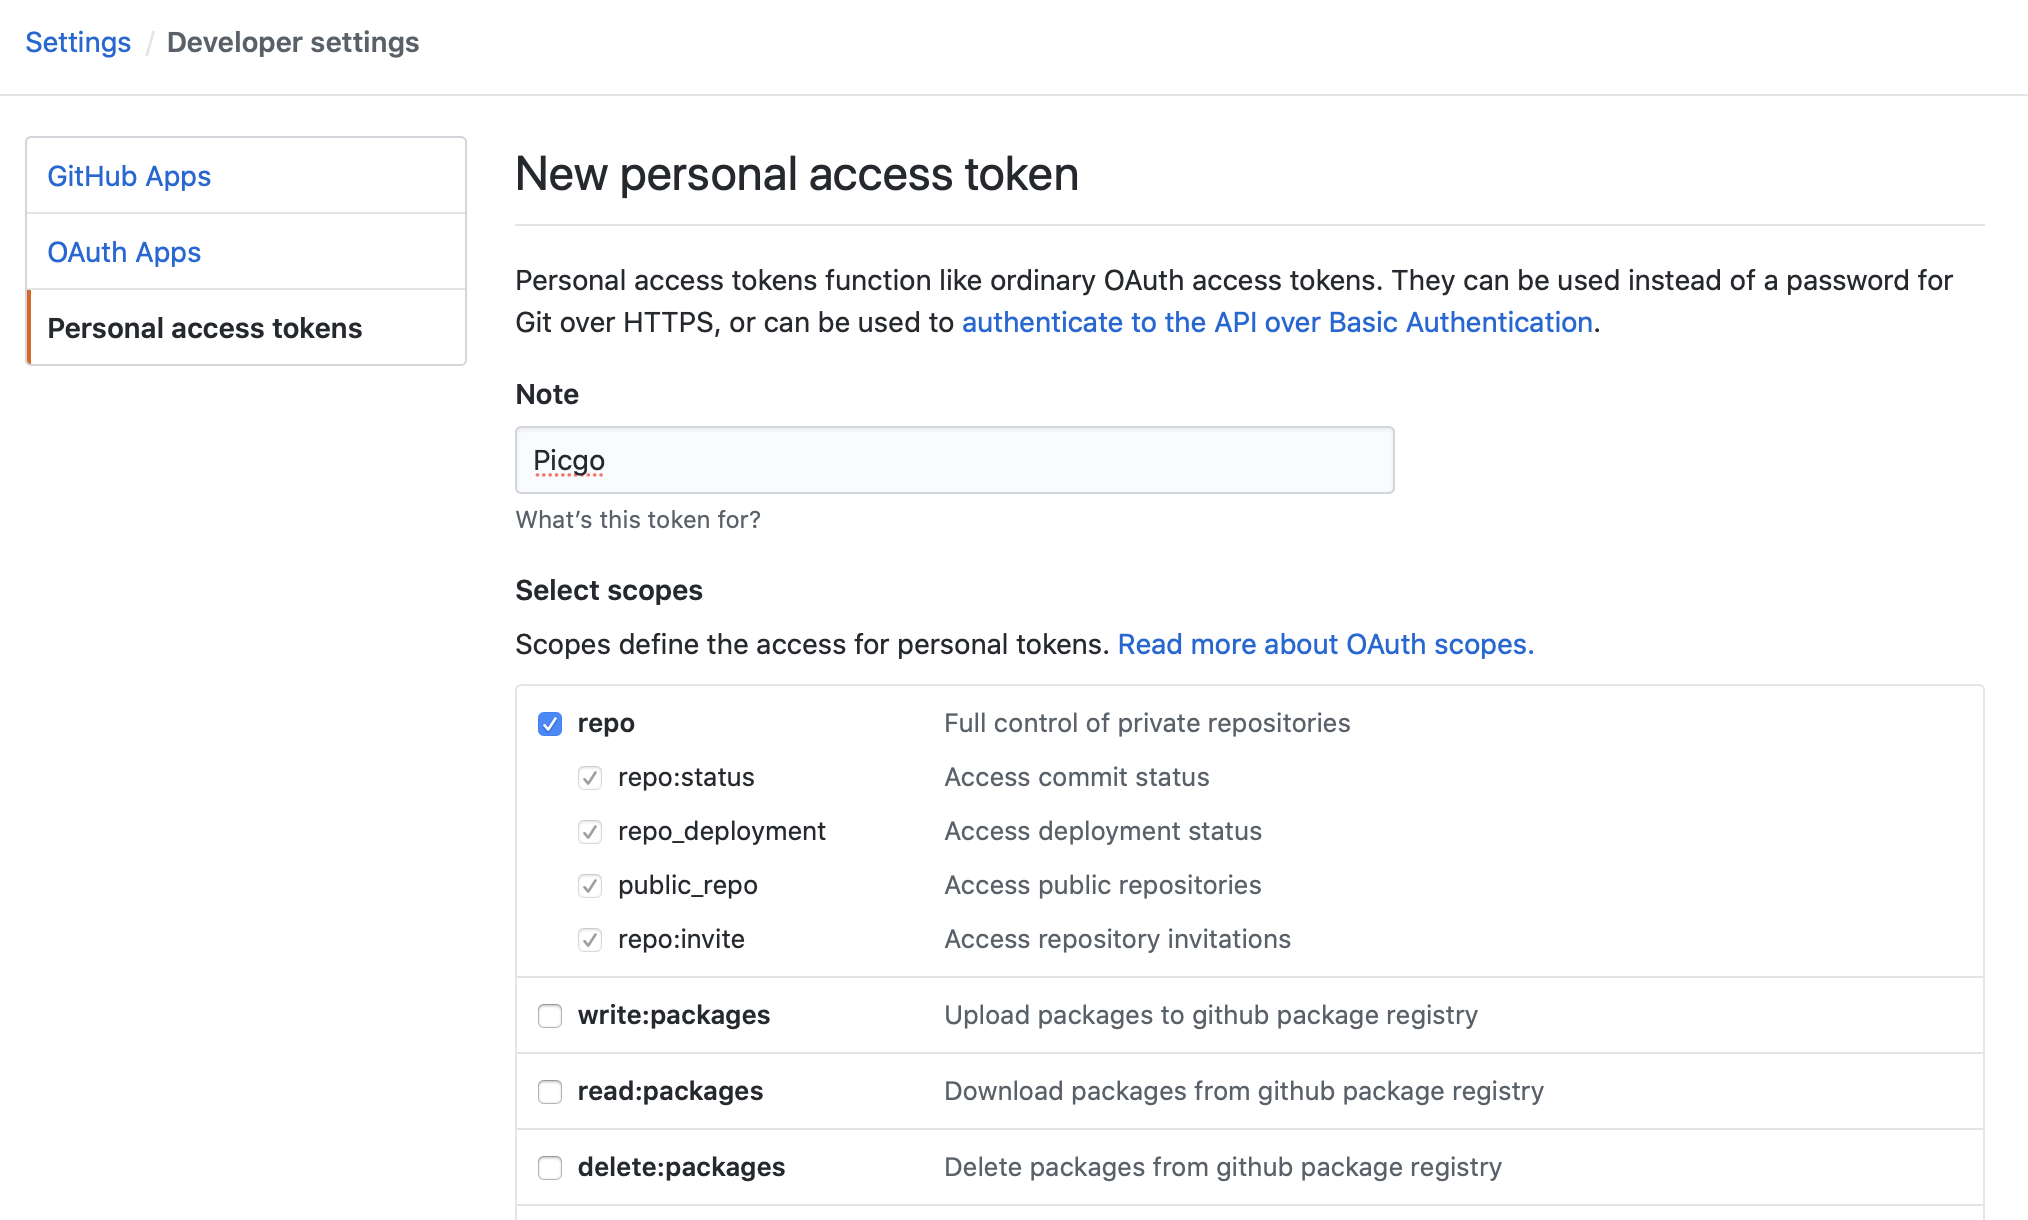 Settings / Developer settings
GitHub Apps
OAuth Apps
Personal access tokens
New personal access token
Personal access tokens function like ordinary OAuth access tokens. They can be used instead of a password for
Git over HTTPS, or can be used to authenticate to the API over Basic Authentication.
Note
Picgo
What’s this token for?
Select scopes
Scopes define the access for personal tokens. Read more about OAuth scopes.
repo Full control of private repositories
repo:status Access commit status
repo_deployment Access deployment status
public_repo Access public repositories
repo:invite Access repository invitations
write:packages Upload packages to github package registry
read:packages Download packages from github package registry
delete:packages Delete packages from github package registry